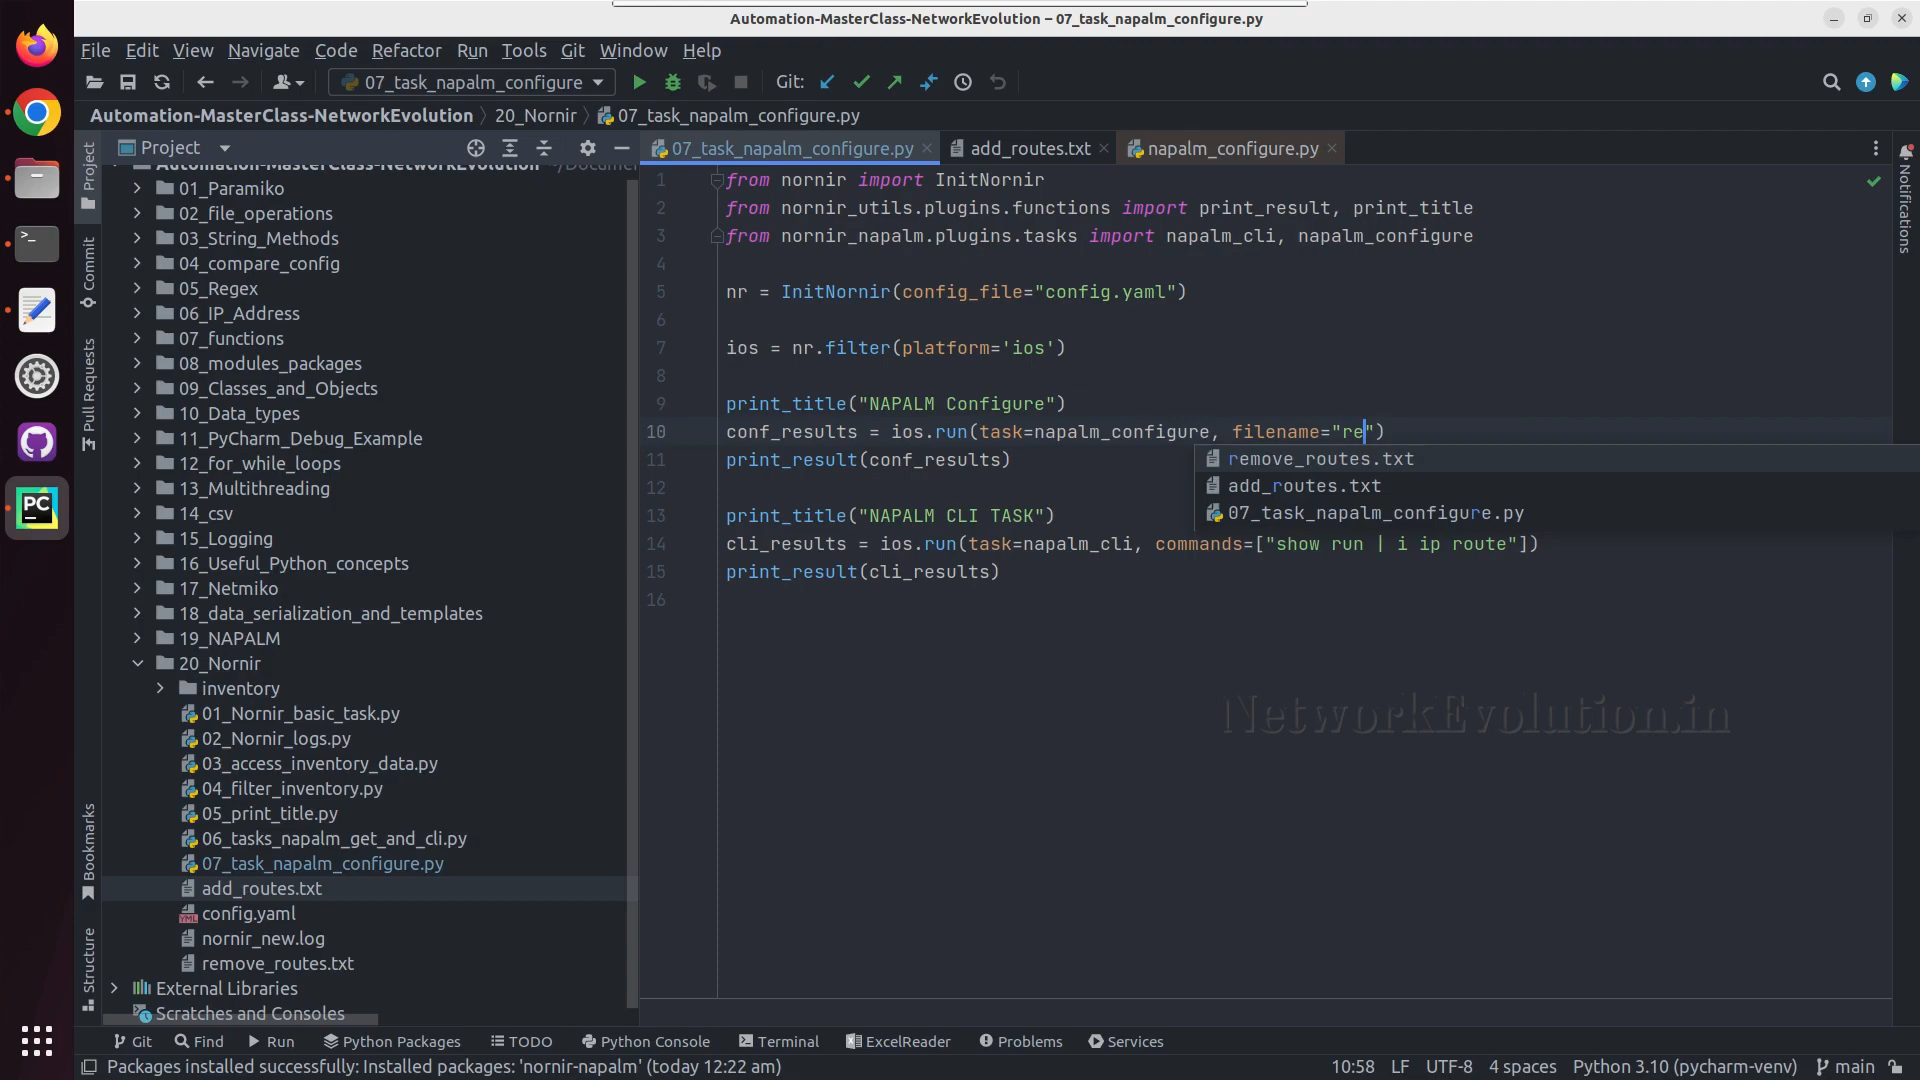 Automation-MasterClass-NetworkEvolution – 07_task_napalm_configure.py
File Edit View Navigate Code Refactor Run Tools Git Window Help
07_task_napalm_configure
Git:
Automation-MasterClass-NetworkEvolution 20_Nornir 07_task_napalm_configure.py
Project
07_task_napalm_configure.py add_routes.txt napalm_configure.py
Project
Commit
Pull Requests
Bookmarks
Structure
Notifications
Automation-MasterClass-NetworkEvolution ~/Documen
01_Paramiko
02_file_operations
03_String_Methods
04_compare_config
05_Regex
06_IP_Address
07_functions
08_modules_packages
09_Classes_and_Objects
10_Data_types
11_PyCharm_Debug_Example
12_for_while_loops
13_Multithreading
14_csv
15_Logging
16_Useful_Python_concepts
17_Netmiko
18_data_serialization_and_templates
19_NAPALM
20_Nornir
inventory
01_Nornir_basic_task.py
02_Nornir_logs.py
03_access_inventory_data.py
04_filter_inventory.py
05_print_title.py
06_tasks_napalm_get_and_cli.py
07_task_napalm_configure.py
add_routes.txt
YML config.yaml
nornir_new.log
remove_routes.txt
External Libraries
Scratches and Consoles
PC
1 from nornir import InitNornir
2 from nornir_utils.plugins.functions import print_result, print_title
3 from nornir_napalm.plugins.tasks import napalm_cli, napalm_configure
4
5 nr = InitNornir(config_file="config.yaml")
6
7 ios = nr.filter(platform='ios')
8
9 print_title("NAPALM Configure")
10 conf_results = ios.run(task=napalm_configure, filename="re")
11 print_result(conf_results)
12
13 print_title("NAPALM CLI TASK")
14 cli_results = ios.run(task=napalm_cli, commands=["show run | i ip route"])
15 print_result(cli_results)
16
remove_routes.txt
add_routes.txt
07_task_napalm_configure.py
NetworkEvolution.in
Git Find Run Python Packages TODO Python Console Terminal ExcelReader Problems Services
Packages installed successfully: Installed packages: 'nornir-napalm' (today 12:22 am) 10:58 LF UTF-8 4 spaces Python 3.10 (pycharm-venv) main